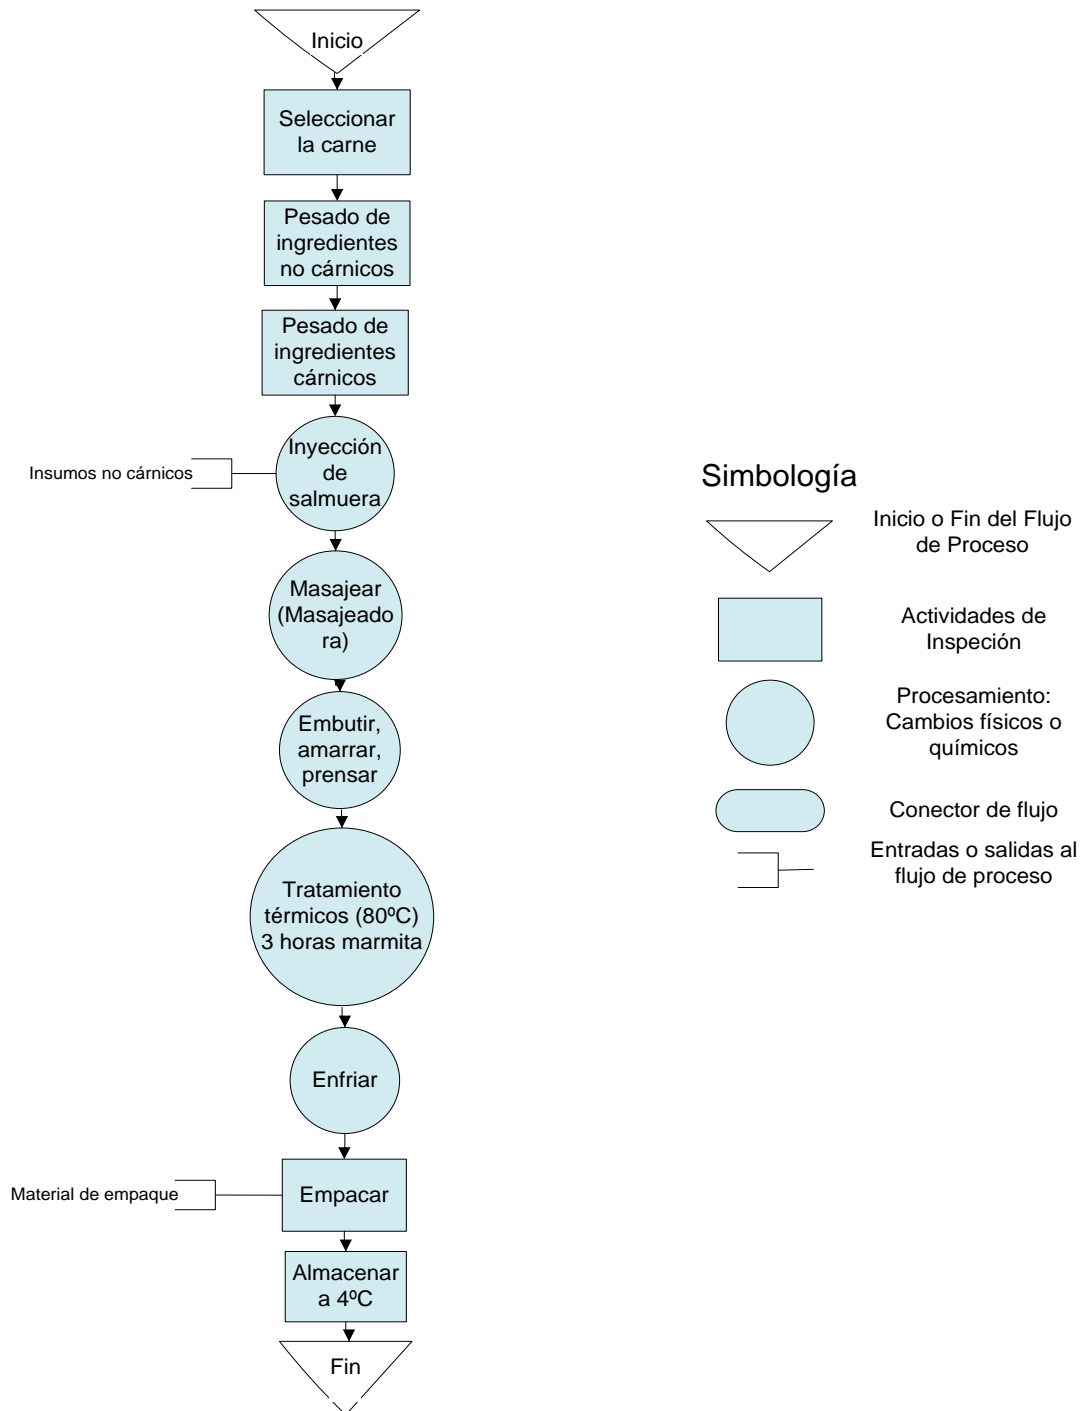 Inicio
Seleccionar
la carne
Pesado de
ingredientes
no cárnicos
Pesado de
ingredientes
cárnicos
Insumos no cárnicos
Inyección
de
salmuera
Masajear
(Masajeado
ra)
Embutir,
amarrar,
prensar
Tratamiento
térmicos (80ºC)
3 horas marmita
Enfriar
Material de empaque
Empacar
Almacenar
a 4ºC
Fin
Simbología
Inicio o Fin del Flujo
de Proceso
Actividades de
Inspeción
Procesamiento:
Cambios físicos o
químicos
Conector de flujo
Entradas o salidas al
flujo de proceso